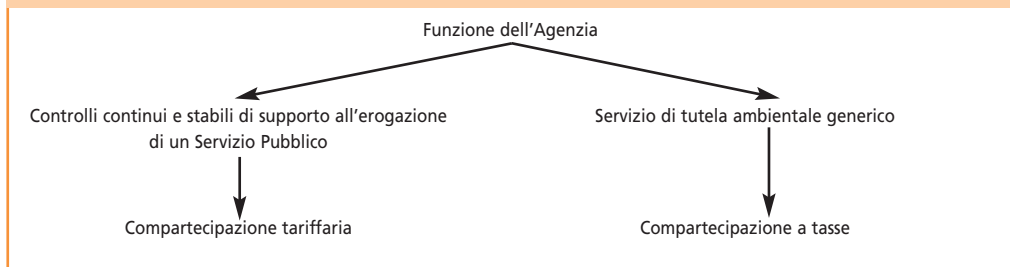 Funzione dell'Agenzia
Controlli continui e stabili di supporto all'erogazione
di un Servizio Pubblico
Servizio di tutela ambientale generico
Compartecipazione tariffaria
Compartecipazione a tasse